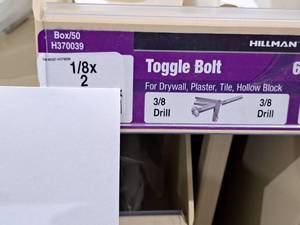 Box/50
H370039
HILLMAN
1/8x
2
Toggle Bolt
6
For Drywall, Plaster, Tile, Hollow Block
3/8
Drill
3/8
Drill